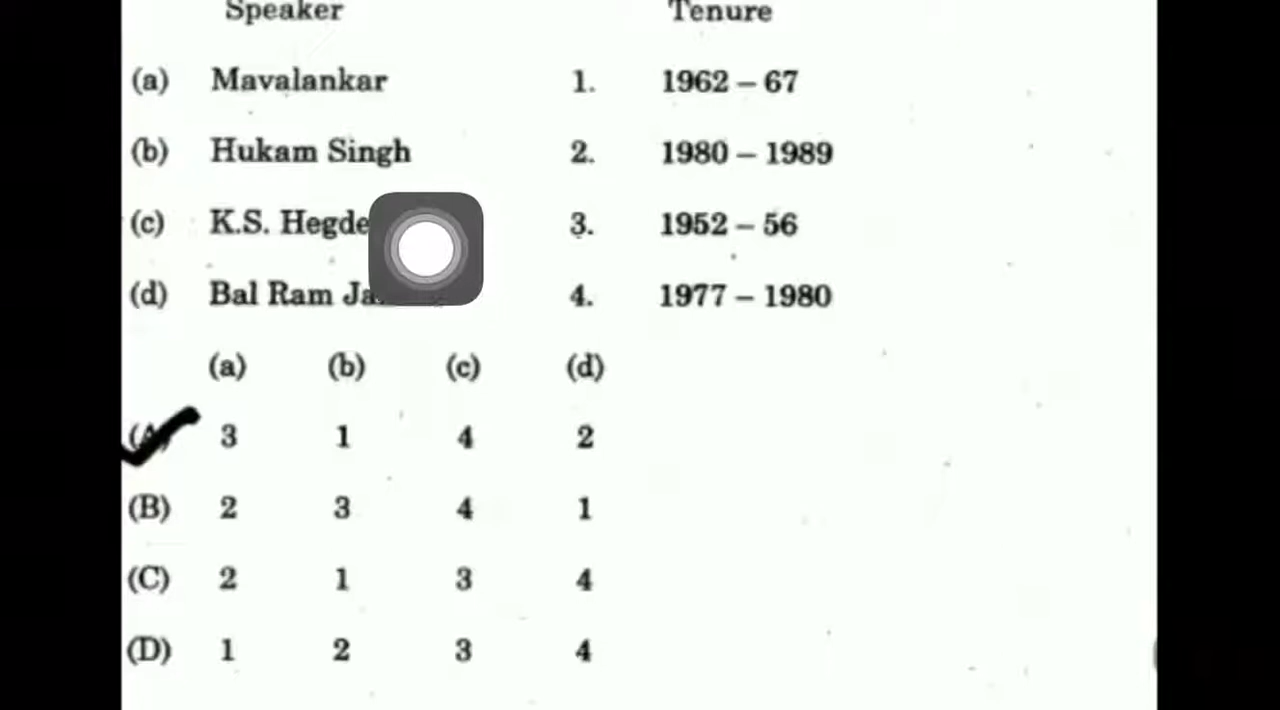 Speaker Tenure
(a) Mavalankar 1. 1962 – 67
(b) Hukam Singh 2. 1980 – 1989
(c) K.S. Hegde 3. 1952 – 56
(d) Bal Ram 4. 1977 – 1980
(a) (b) (c) (d)
(A) 3 1 4 2
(B) 2 3 4 1
(C) 2 1 3 4
(D) 1 2 3 4